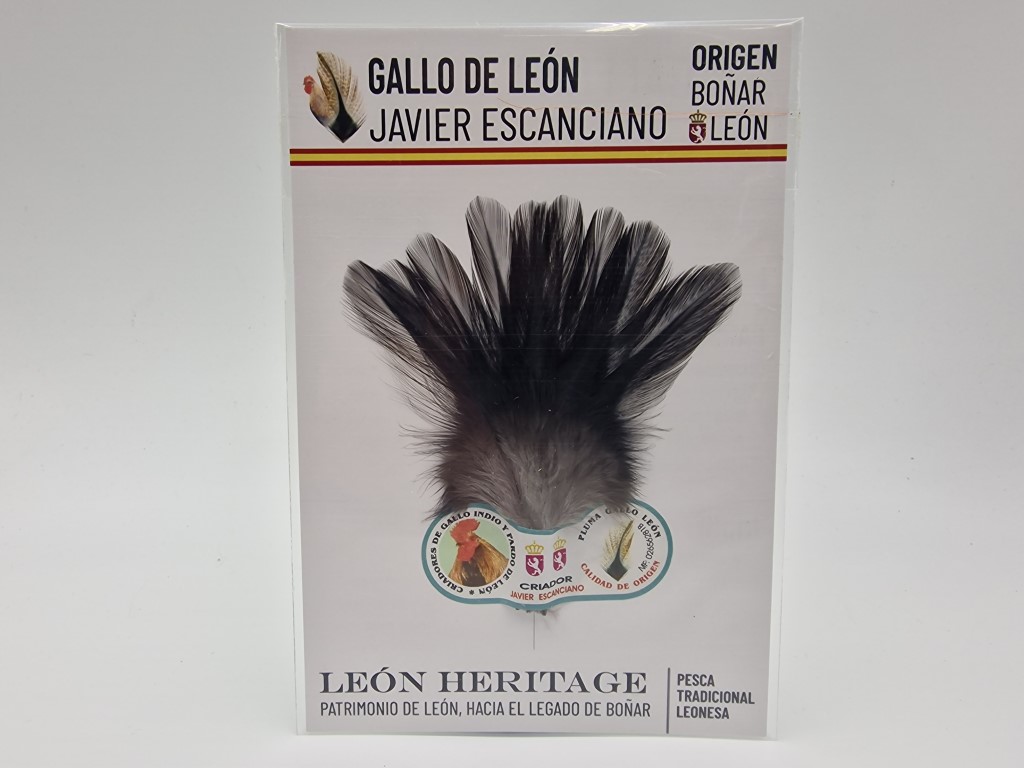 GALLO DE LEÓN
JAVIER ESCANCIANO
ORIGEN
BOÑAR
LEÓN
CRIADORES DE GALLO INDIO Y PARDO DE LEÓN *
CRIADOR
JAVIER ESCANCIANO
PLUMA GALLO LEÓN
CALIDAD DE ORIGEN
LEÓN HERITAGE
PATRIMONIO DE LEÓN, HACIA EL LEGADO DE BOÑAR
PESCA
TRADICIONAL
LEONESA